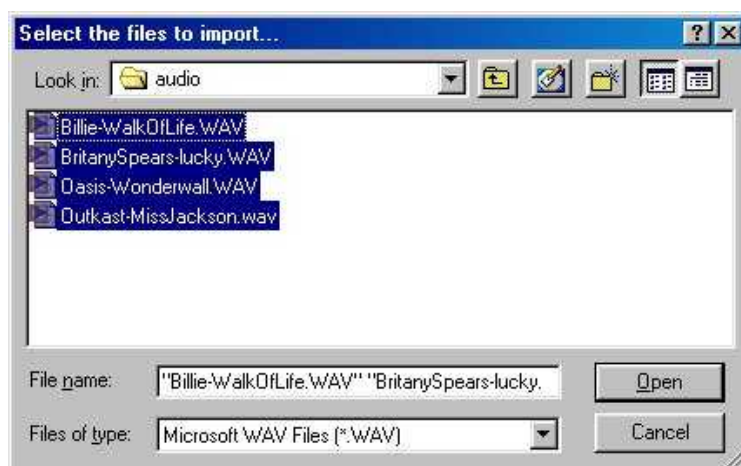 Select the files to import...
Look in: audio
Billie-WalkOfLife.WAV
BritanySpears-lucky.WAV
Oasis-Wonderwall.WAV
Outkast-MissJackson.wav
File name: "Billie-WalkOfLife.WAV" "BritanySpears-lucky. Open
Files of type: Microsoft WAV Files (*.WAV) Cancel